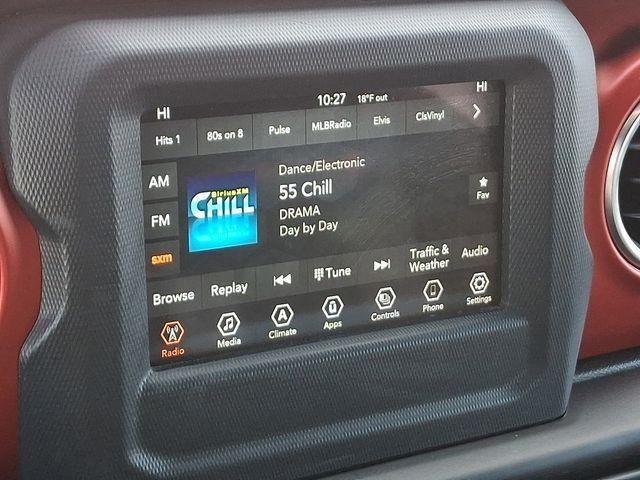 HI 10:27 18°F out HI
Hits 1 80s on 8 Pulse MLBRadio Elvis ClsVinyl
AM
FM
sxm
SiriusXM
CHILL
Dance/Electronic
55 Chill
DRAMA
Day by Day
Fav
Browse Replay Tune Traffic &
Weather Audio
Radio Media Climate Apps Controls Phone Settings
A